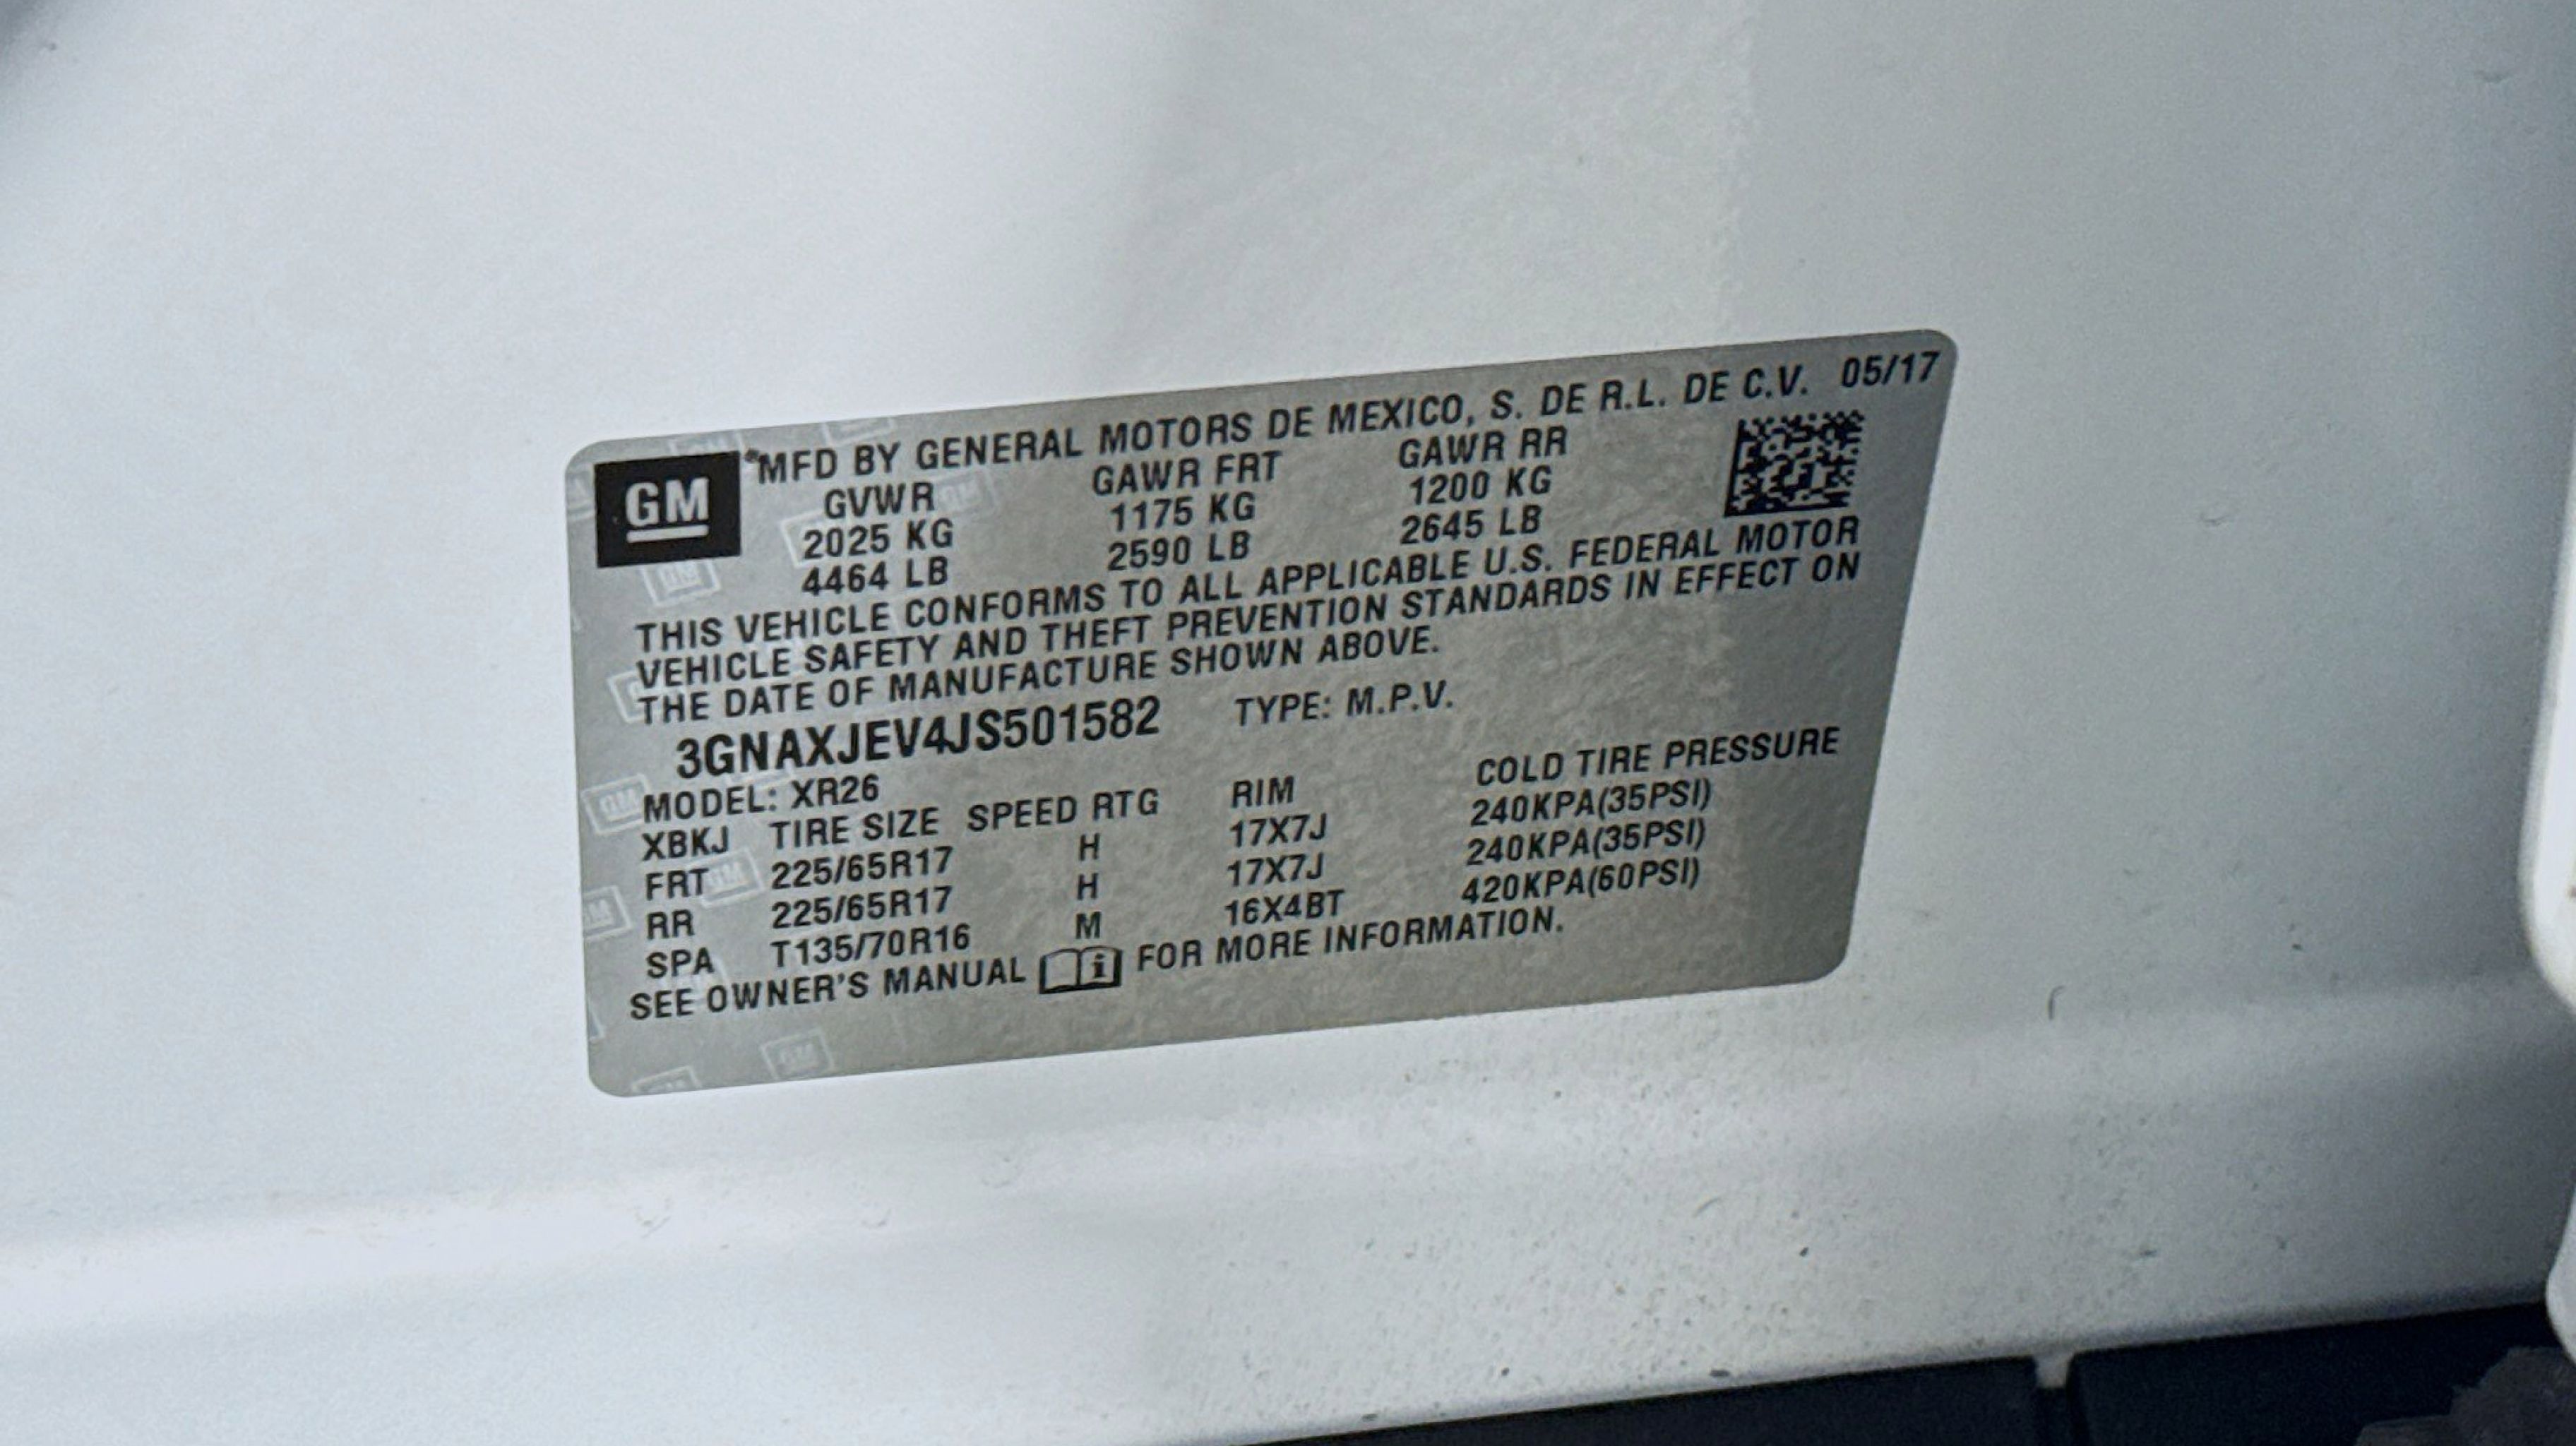 GM
MFD BY GENERAL MOTORS DE MEXICO, S. DE R.L. DE C.V. 05/17
GVWR GAWR FRT GAWR RR
2025 KG 1175 KG 1200 KG
4464 LB 2590 LB 2645 LB
THIS VEHICLE CONFORMS TO ALL APPLICABLE U.S. FEDERAL MOTOR
VEHICLE SAFETY AND THEFT PREVENTION STANDARDS IN EFFECT ON
THE DATE OF MANUFACTURE SHOWN ABOVE.
3GNAXJEV4JS501582 TYPE: M.P.V.
MODEL: XR26
XBKJ TIRE SIZE SPEED RTG RIM COLD TIRE PRESSURE
FRT 225/65R17 H 17X7J 240KPA(35PSI)
RR 225/65R17 H 17X7J 240KPA(35PSI)
SPA T135/70R16 M 16X4BT 420KPA(60PSI)
SEE OWNER'S MANUAL FOR MORE INFORMATION.